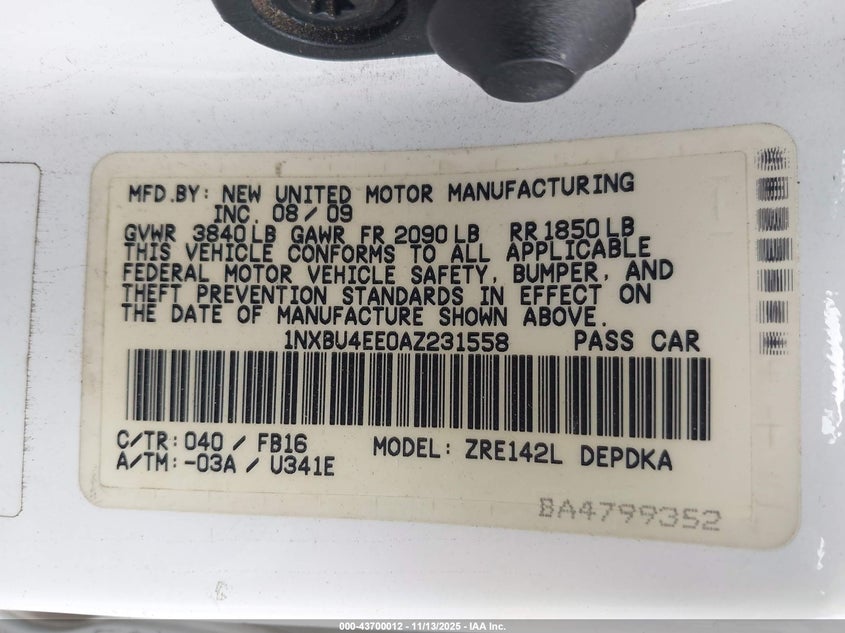 MFD.BY: NEW UNITED MOTOR MANUFACTURING
INC. 08/09
GVWR 3840LB GAWR FR 2090LB RR1850LB
THIS VEHICLE CONFORMS TO ALL APPLICABLE
FEDERAL MOTOR VEHICLE SAFETY, BUMPER, AND
THEFT PREVENTION STANDARDS IN EFFECT ON
THE DATE OF MANUFACTURE SHOWN ABOVE.
1NXBU4EE0AZ231558 PASS CAR
C/TR: 040 / FB16 MODEL: ZRE142L DEPDKA
A/TM: -03A / U341E
BA4799352
000-43700012 - 11/13/2025 - IAA Inc.